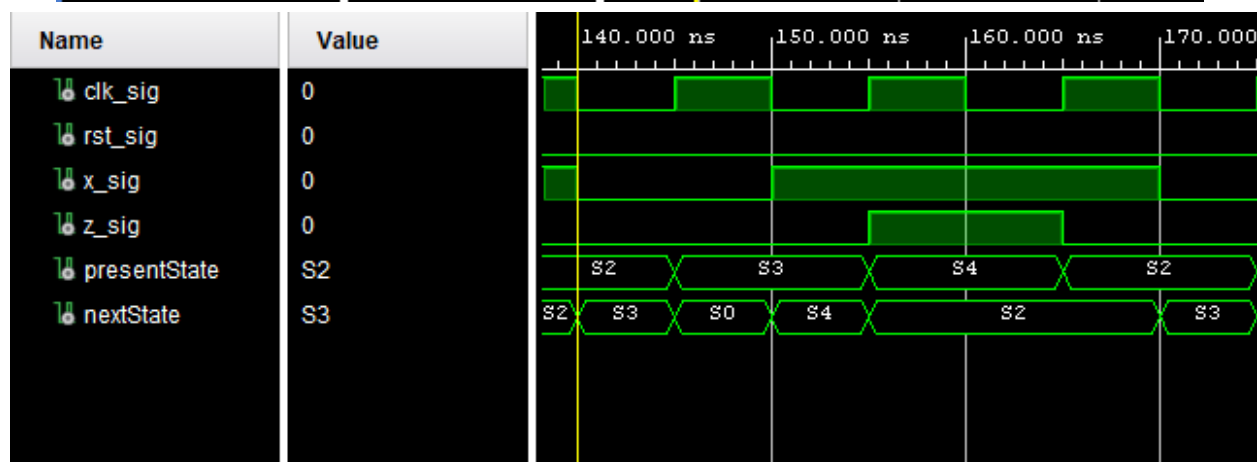 Name Value 140.000 ns 150.000 ns 160.000 ns 170.000
clk_sig 0
rst_sig 0
x_sig 0
z_sig 0
presentState S2 S2 S3 S4 S2
nextState S3 S2 S3 S0 S4 S2 S3